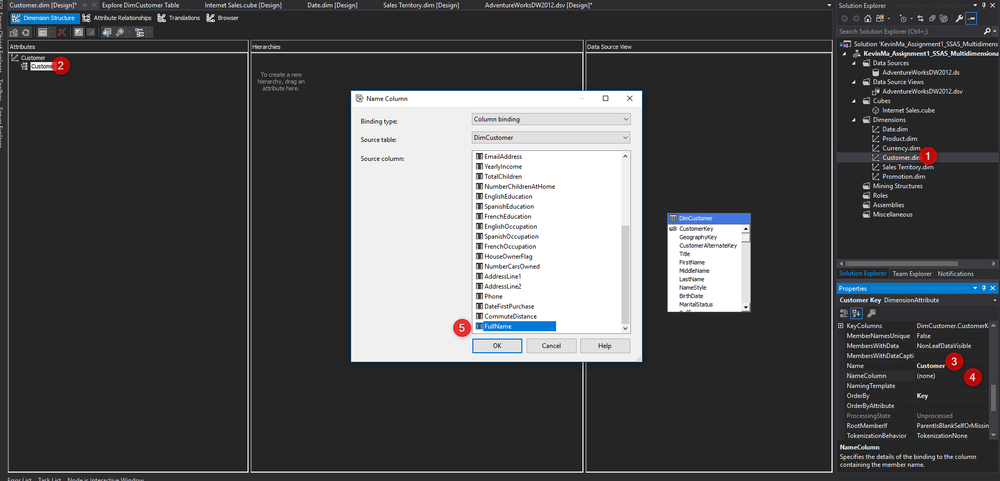 Customer.dim [Design]*
Explore DimCustomer Table
Internet Sales.cube [Design]
Date.dim [Design]
Sales Territory.dim [Design]
AdventureWorksDW2012.dsv [Design]*
Dimension Structure
Attribute Relationships
Translations
Browser
Attributes
Customer
Customer
2
Hierarchies
To create a new
hierarchy, drag an
attribute here.
Data Source View
Name Column
Binding type:
Column binding
Source table:
DimCustomer
Source column:
EmailAddress
YearlyIncome
TotalChildren
NumberChildrenAtHome
EnglishEducation
SpanishEducation
FrenchEducation
EnglishOccupation
SpanishOccupation
FrenchOccupation
HouseOwnerFlag
NumberCarsOwned
AddressLine1
AddressLine2
Phone
DateFirstPurchase
CommuteDistance
5
FullName
OK
Cancel
Help
DimCustomer
CustomerKey
GeographyKey
CustomerAlternateKey
Title
FirstName
MiddleName
LastName
NameStyle
BirthDate
MaritalStatus
Solution Explorer
Search Solution Explorer (Ctrl+;)
Solution 'KevinMa_Assignment1_SSAS_Multidimens
KevinMa_Assignment1_SSAS_Multidimensiona
Data Sources
AdventureWorksDW2012.ds
Data Source Views
AdventureWorksDW2012.dsv
Cubes
Internet Sales.cube
Dimensions
Date.dim
Product.dim
Currency.dim
Customer.dim
1
Sales Territory.dim
Promotion.dim
Mining Structures
Roles
Assemblies
Miscellaneous
Solution Explorer
Team Explorer
Notifications
Properties
Customer Key DimensionAttribute
KeyColumns DimCustomer.CustomerK
MemberNamesUnique False
MembersWithData NonLeafDataVisible
MembersWithDataCapti
Name Customer
3
NameColumn (none)
4
NamingTemplate
OrderBy Key
OrderByAttribute
ProcessingState Unprocessed
RootMemberIf ParentIsBlankSelfOrMissin
TokenizationBehavior TokenizationNone
NameColumn
Specifies the details of the binding to the column
containing the member name.
Error List Task List Node.js Interactive Window